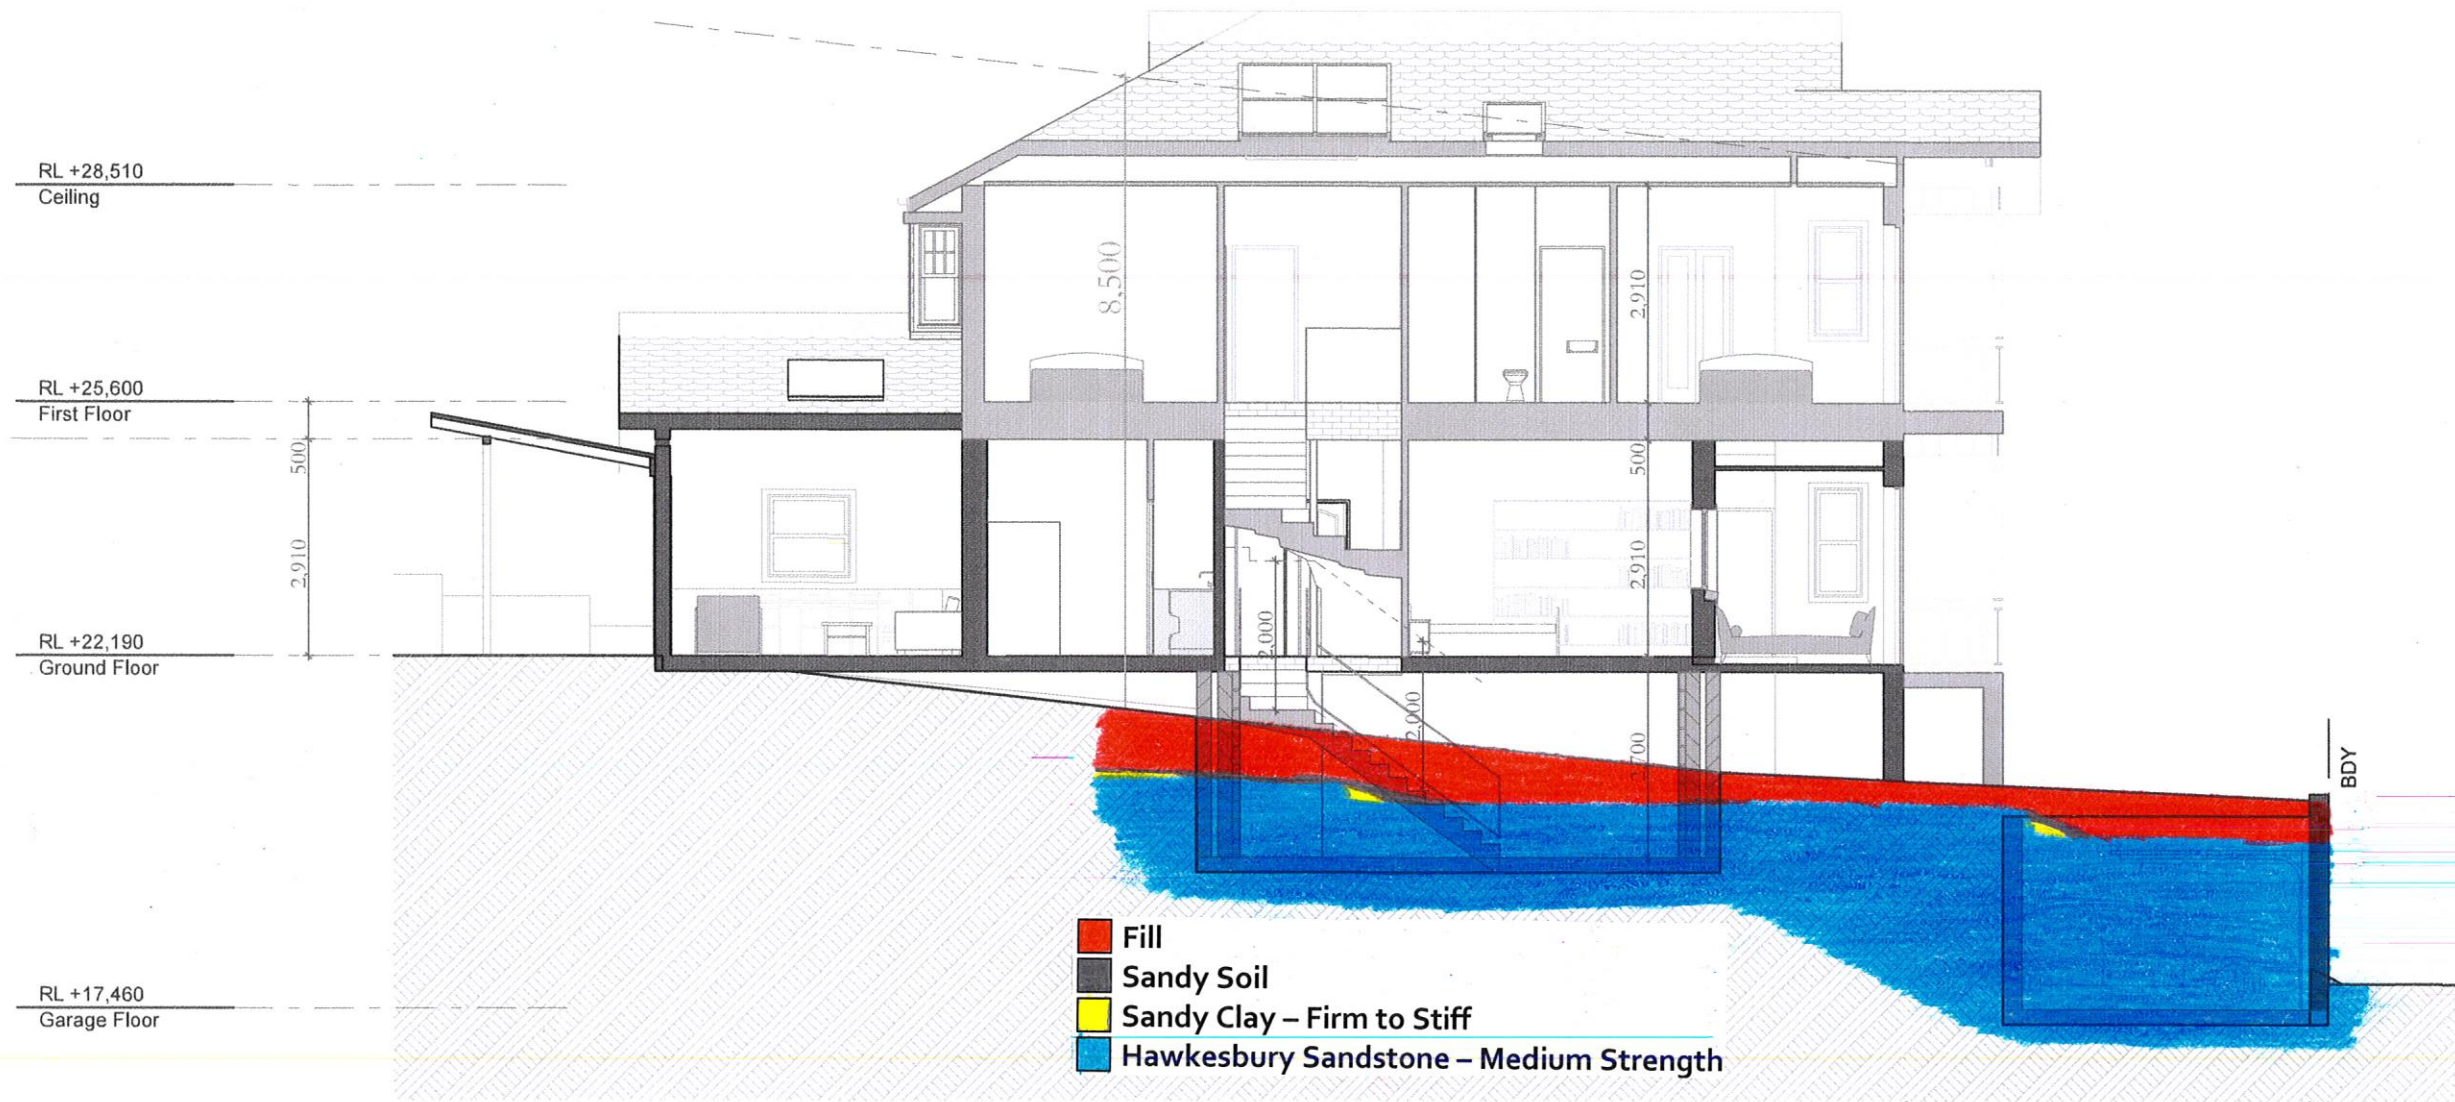 RL +28,510
Ceiling
8,500
2,910
RL +25,600
First Floor
500
500
2,910
2,910
2,000
RL +22,190
Ground Floor
2,000
BDY
Fill
Sandy Soil
RL +17,460
Garage Floor
Sandy Clay – Firm to Stiff
Hawkesbury Sandstone – Medium Strength